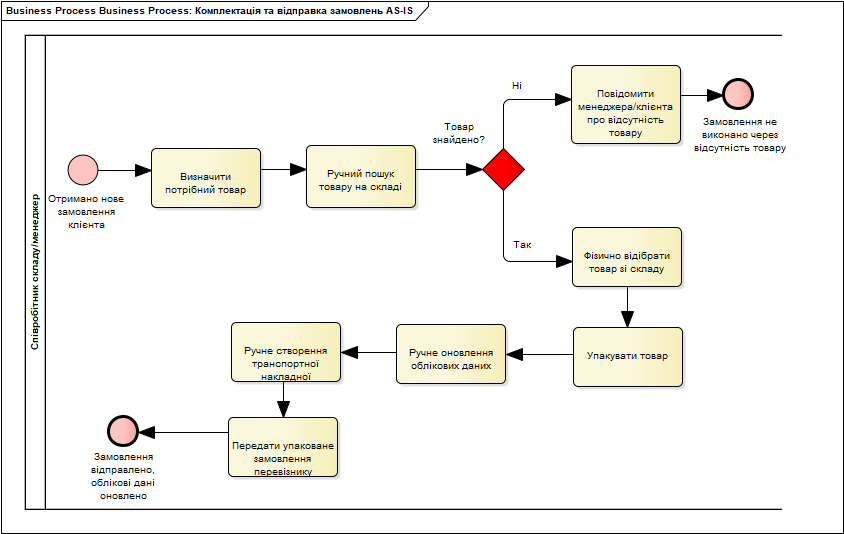 Business Process Business Process: Комплектація та відправка замовлень AS-IS
Співробітник складу/менеджер
Отримано нове
замовлення
клієнта
Визначити
потрібний товар
Ручний пошук
товару на складі
Товар
знайдено?
Ні
Повідомити
менеджера/клієнта
про відсутність
товару
Замовлення не
виконано через
відсутність товару
Так
Фізично відібрати
товар зі складу
Упакувати товар
Ручне оновлення
облікових даних
Ручне створення
транспортної
накладної
Передати упаковане
замовлення
перевізнику
Замовлення
відправлено,
облікові дані
оновлено